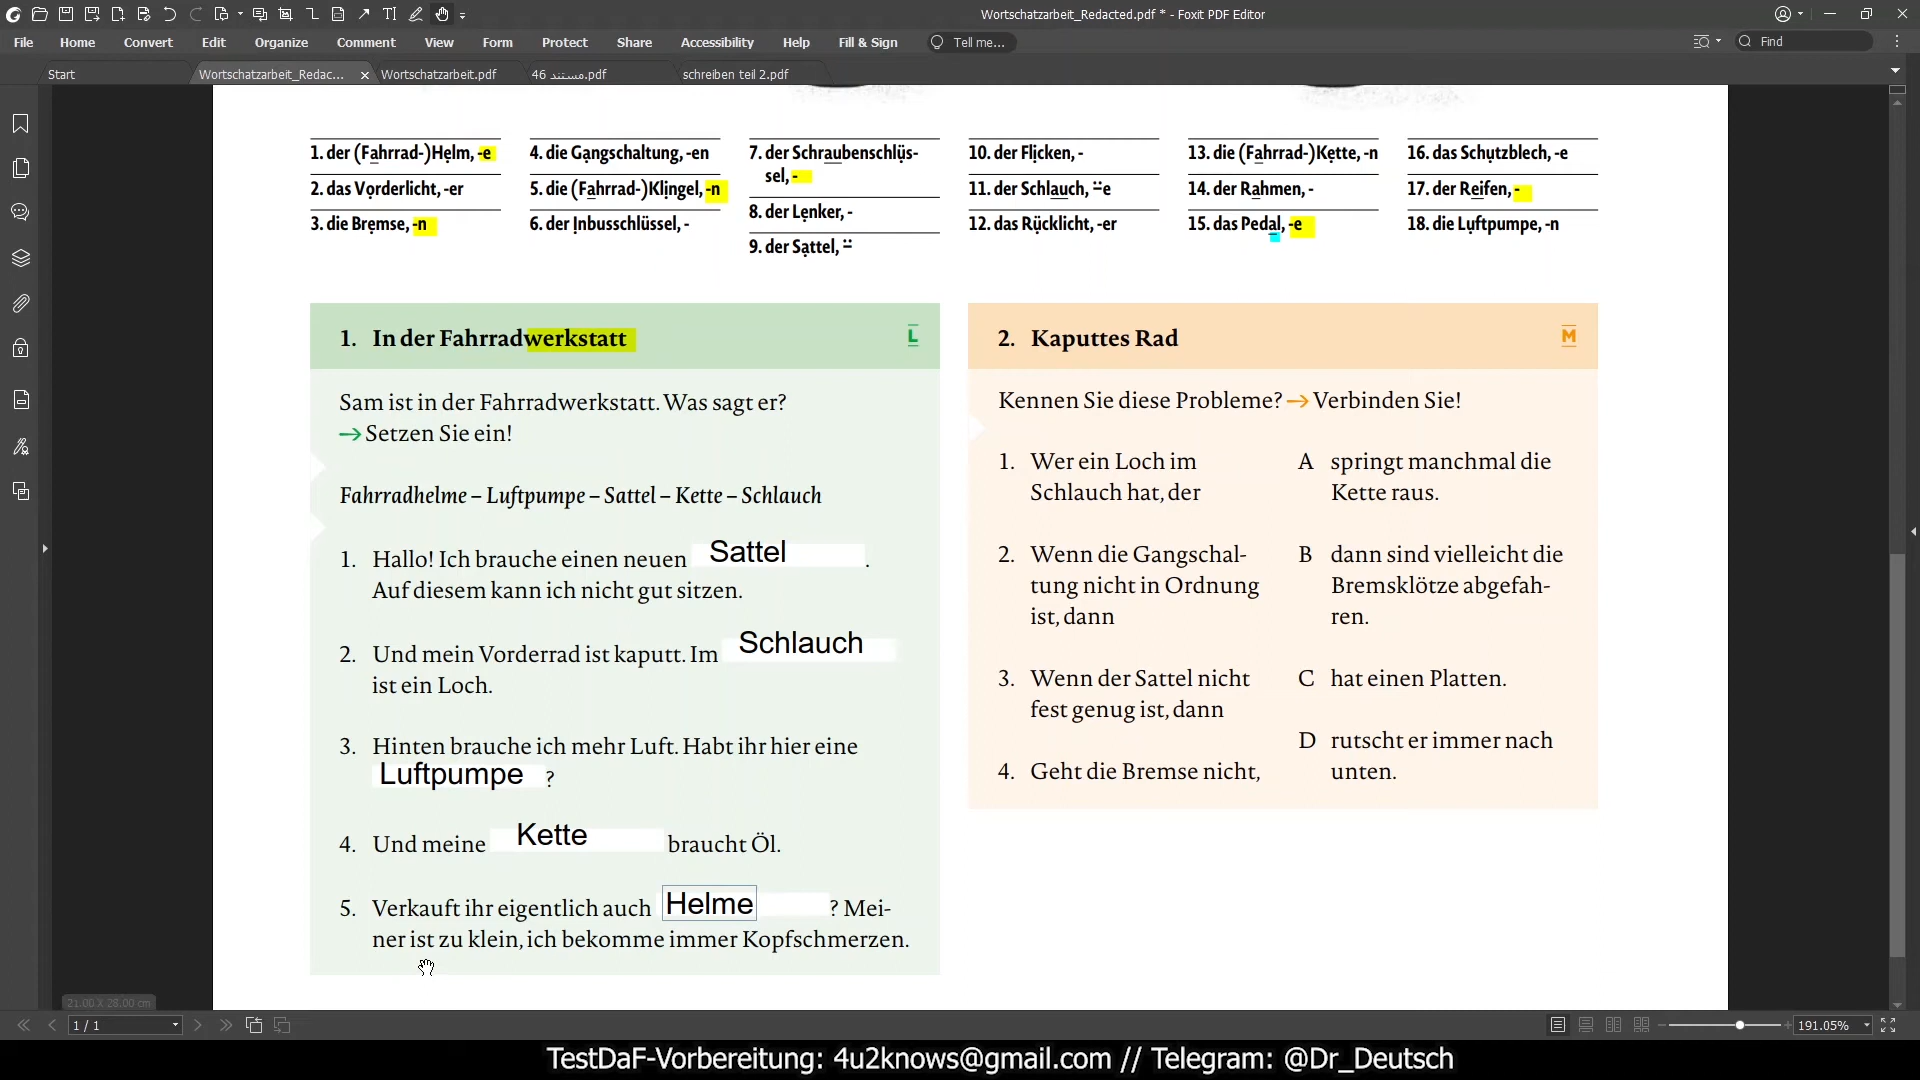 Wortschatzarbeit_Redacted.pdf * - Foxit PDF Editor
File Home Convert Edit Organize Comment View Form Protect Share Accessibility Help Fill & Sign Tell me... Find
Start Wortschatzarbeit_Redac... Wortschatzarbeit.pdf مستند 46.pdf schreiben teil 2.pdf
1. der (Fahrrad-)Helm, -e
2. das Vorderlicht, -er
3. die Bremse, -n
4. die Gangschaltung, -en
5. die (Fahrrad-)Klingel, -n
6. der Inbusschlüssel, -
7. der Schraubenschlüs-
sel, -
8. der Lenker, -
9. der Sattel, ¨
10. der Flicken, -
11. der Schlauch, ¨e
12. das Rücklicht, -er
13. die (Fahrrad-)Kette, -n
14. der Rahmen, -
15. das Pedal, -e
16. das Schutzblech, -e
17. der Reifen, -
18. die Luftpumpe, -n
1. In der Fahrradwerkstatt L
Sam ist in der Fahrradwerkstatt. Was sagt er?
→ Setzen Sie ein!
Fahrradhelme – Luftpumpe – Sattel – Kette – Schlauch
1. Hallo! Ich brauche einen neuen Sattel .
Auf diesem kann ich nicht gut sitzen.
2. Und mein Vorderrad ist kaputt. Im Schlauch
ist ein Loch.
3. Hinten brauche ich mehr Luft. Habt ihr hier eine
Luftpumpe ?
4. Und meine Kette braucht Öl.
5. Verkauft ihr eigentlich auch Helme ? Mei-
ner ist zu klein, ich bekomme immer Kopfschmerzen.
2. Kaputtes Rad M
Kennen Sie diese Probleme? → Verbinden Sie!
1. Wer ein Loch im
Schlauch hat, der
2. Wenn die Gangschal-
tung nicht in Ordnung
ist, dann
3. Wenn der Sattel nicht
fest genug ist, dann
4. Geht die Bremse nicht,
A springt manchmal die
Kette raus.
B dann sind vielleicht die
Bremsklötze abgefah-
ren.
C hat einen Platten.
D rutscht er immer nach
unten.
21.00 X 28.00 cm
1 / 1
191.05%
TestDaF-Vorbereitung: 4u2knows@gmail.com // Telegram: @Dr_Deutsch